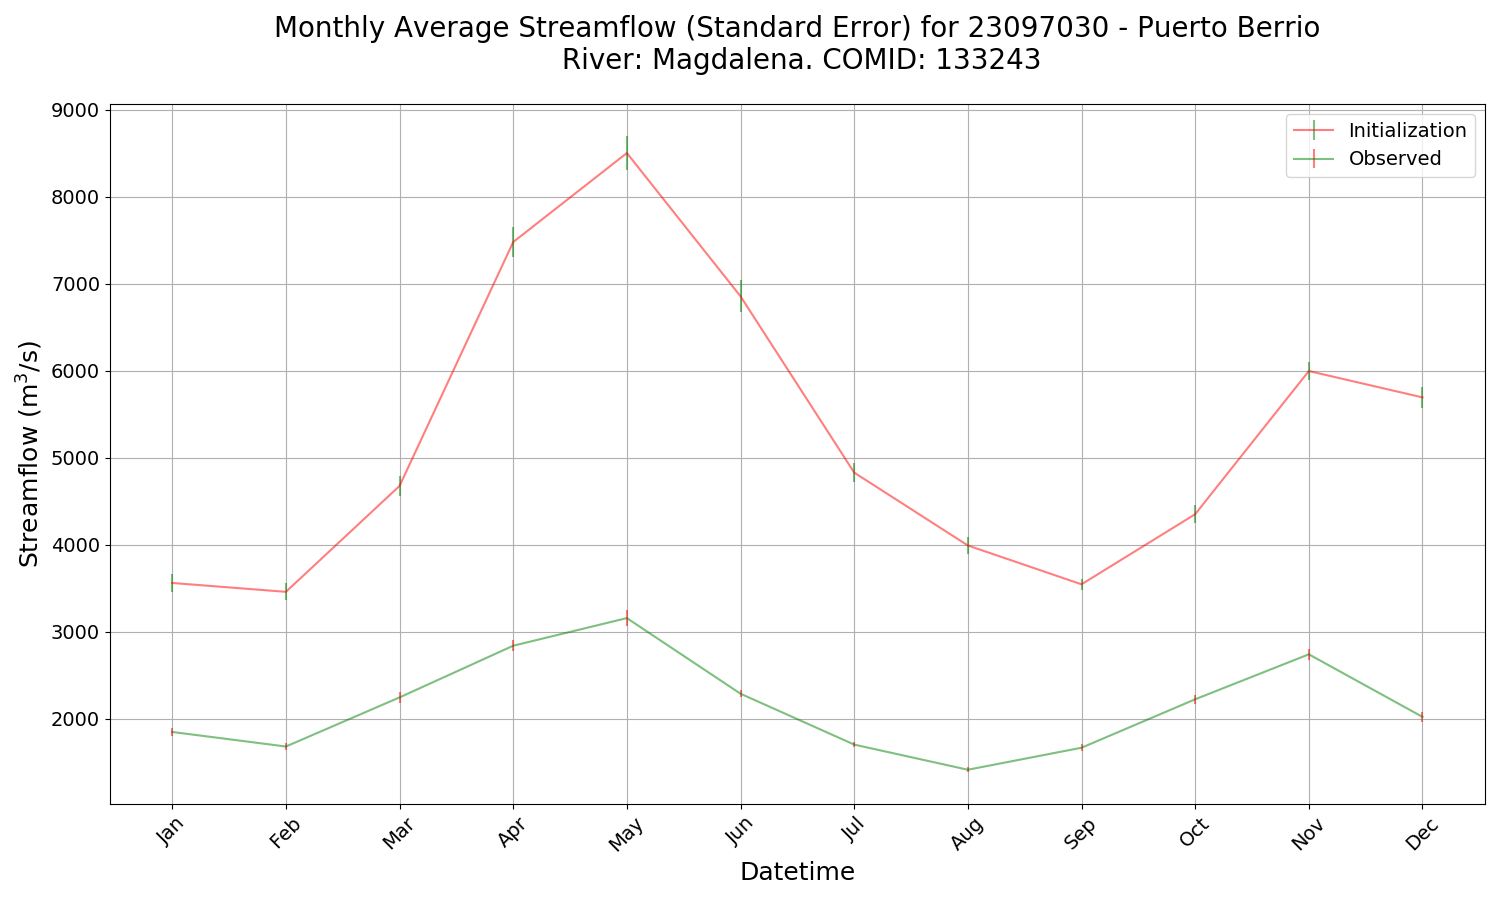 Monthly Average Streamflow (Standard Error) for 23097030 - Puerto Berrio
River: Magdalena. COMID: 133243
Initialization
Observed
9000
8000
7000
6000
5000
4000
3000
2000
Streamflow (m³/s)
Jan
Feb
Mar
Apr
May
Jun
Jul
Aug
Sep
Oct
Nov
Dec
Datetime